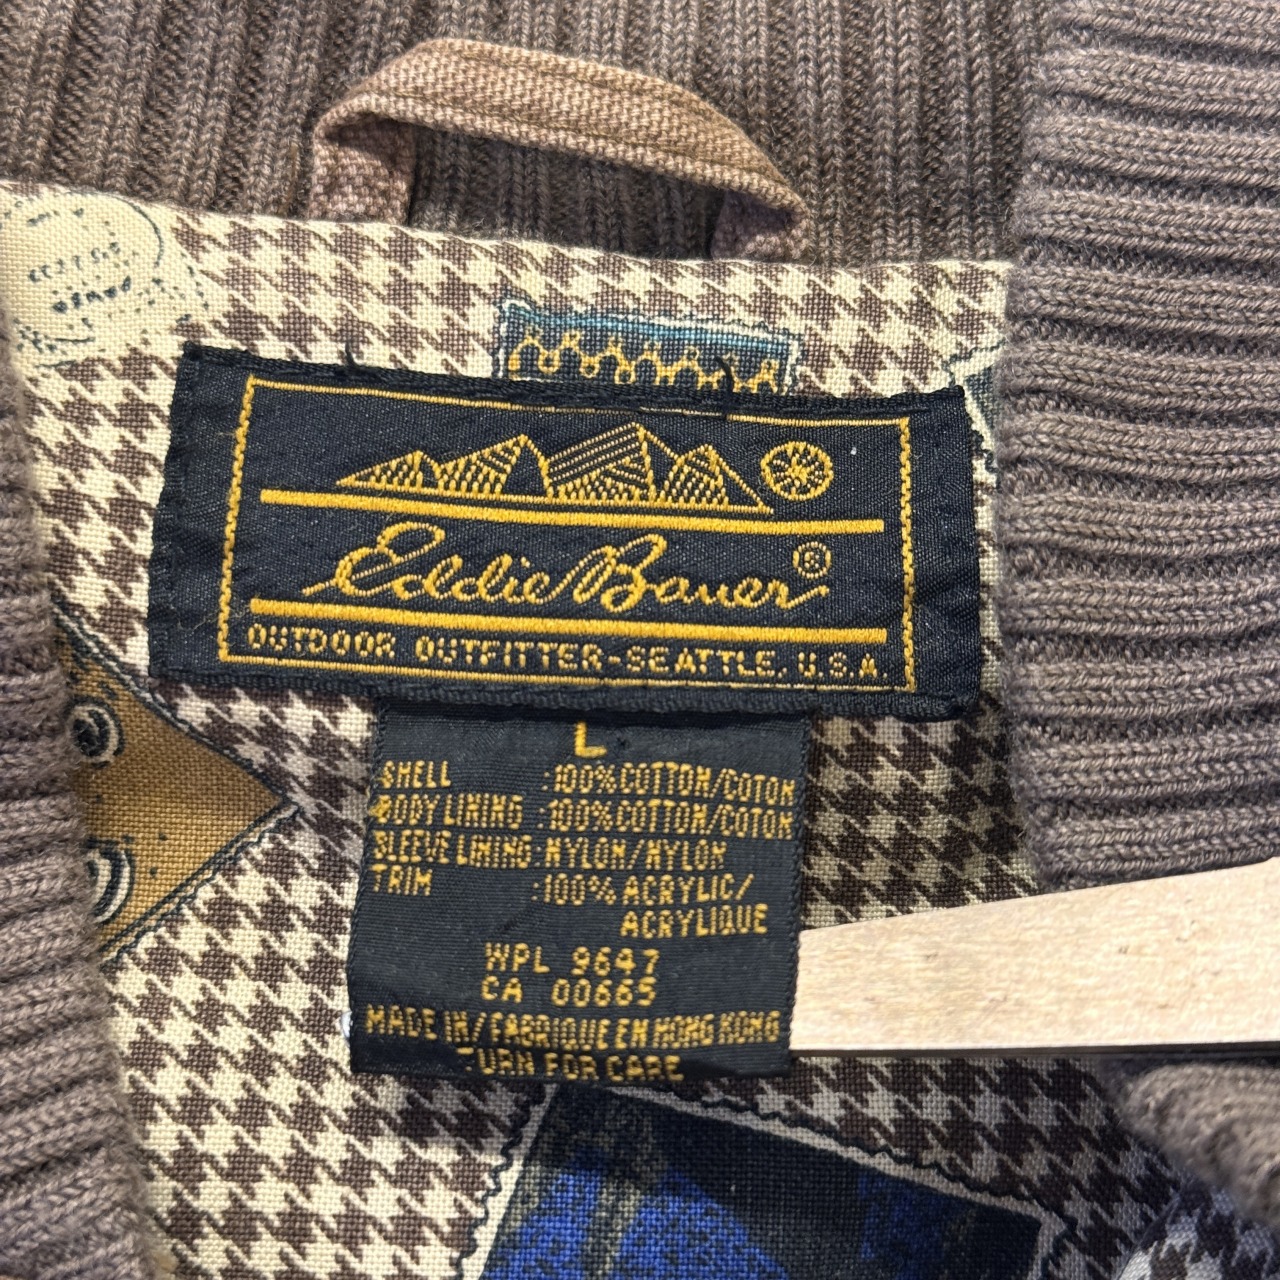 Eddie Bauer®
OUTDOOR OUTFITTER-SEATTLE, U.S.A.
L
SHELL :100% COTTON/COTON
BODY LINING :100% COTTON/COTON
SLEEVE LINING: NYLON/NYLON
TRIM :100% ACRYLIC/
ACRYLIQUE
WPL 9647
CA 00665
MADE IN/FABRIQUE EN HONG KONG
TURN FOR CARE